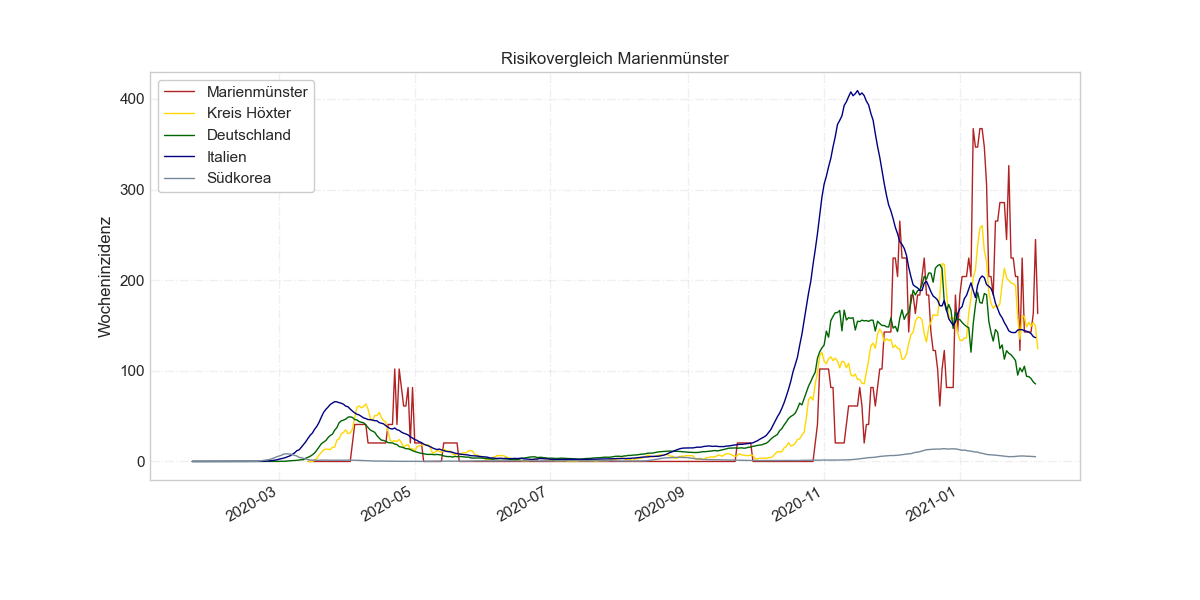 Risikovergleich Marienmünster
Marienmünster
Kreis Höxter
Deutschland
Italien
Südkorea
Wocheninzidenz
400
300
200
100
0
2020-03
2020-05
2020-07
2020-09
2020-11
2021-01